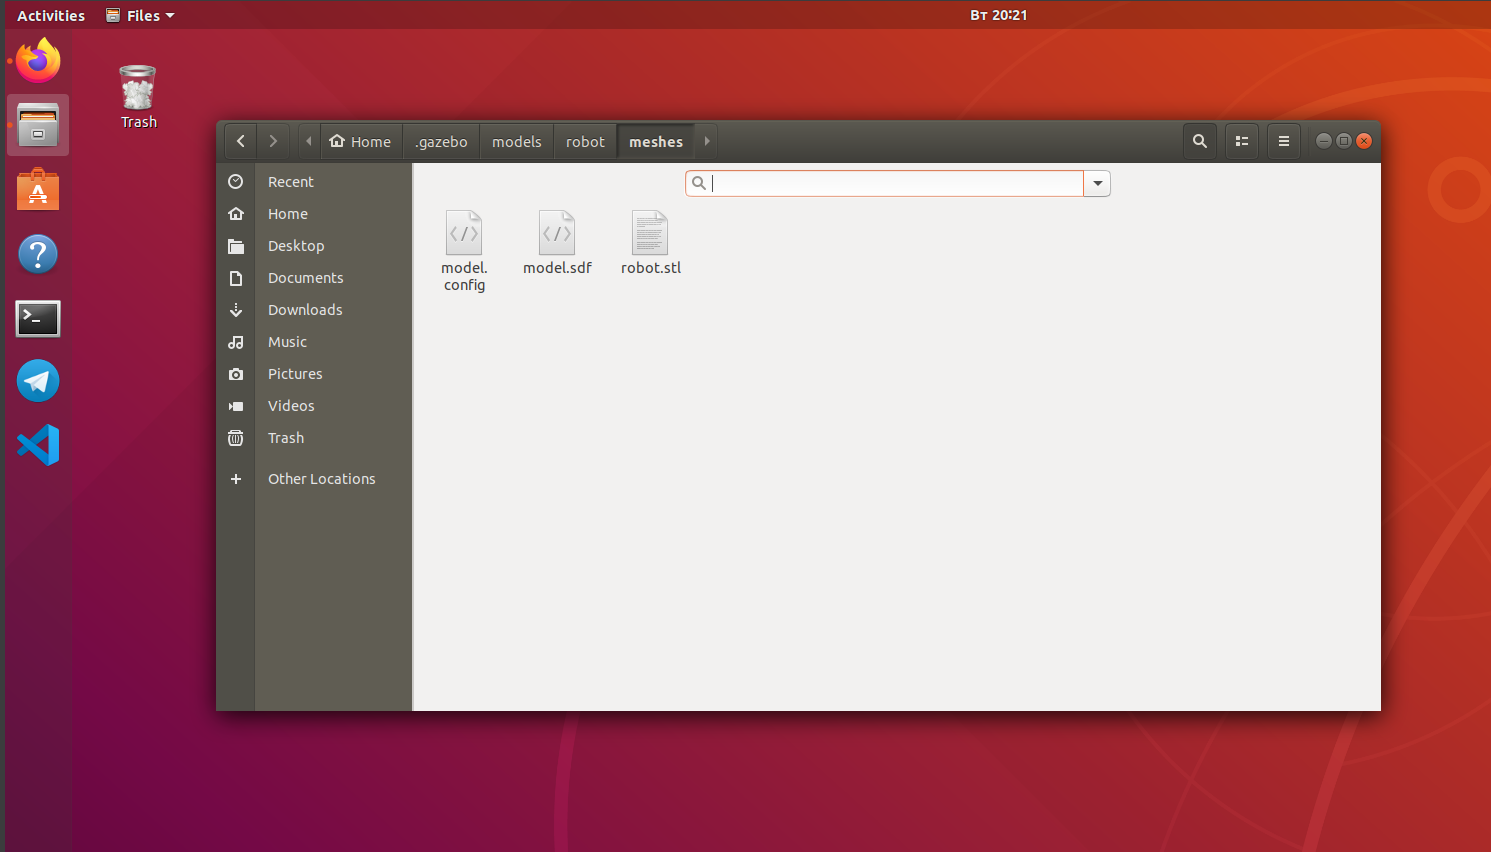 Activities
Files
Вт 20:21
Trash
Home
.gazebo
models
robot
meshes
Recent
Home
Desktop
Documents
Downloads
Music
Pictures
Videos
Trash
Other Locations
model.
config
model.sdf
robot.stl